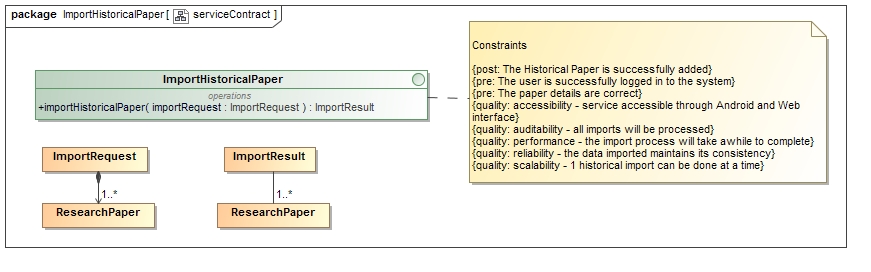 package ImportHistoricalPaper [ serviceContract ]
ImportHistoricalPaper
operations
+importHistoricalPaper( importRequest : ImportRequest ) : ImportResult
Constraints
{post: The Historical Paper is successfully added}
{pre: The user is successfully logged in to the system}
{pre: The paper details are correct}
{quality: accessibility - service accessible through Android and Web
interface}
{quality: auditability - all imports will be processed}
{quality: performance - the import process will take awhile to complete}
{quality: reliability - the data imported maintains its consistency}
{quality: scalability - 1 historical import can be done at a time}
ImportRequest
1..*
ResearchPaper
ImportResult
1..*
ResearchPaper